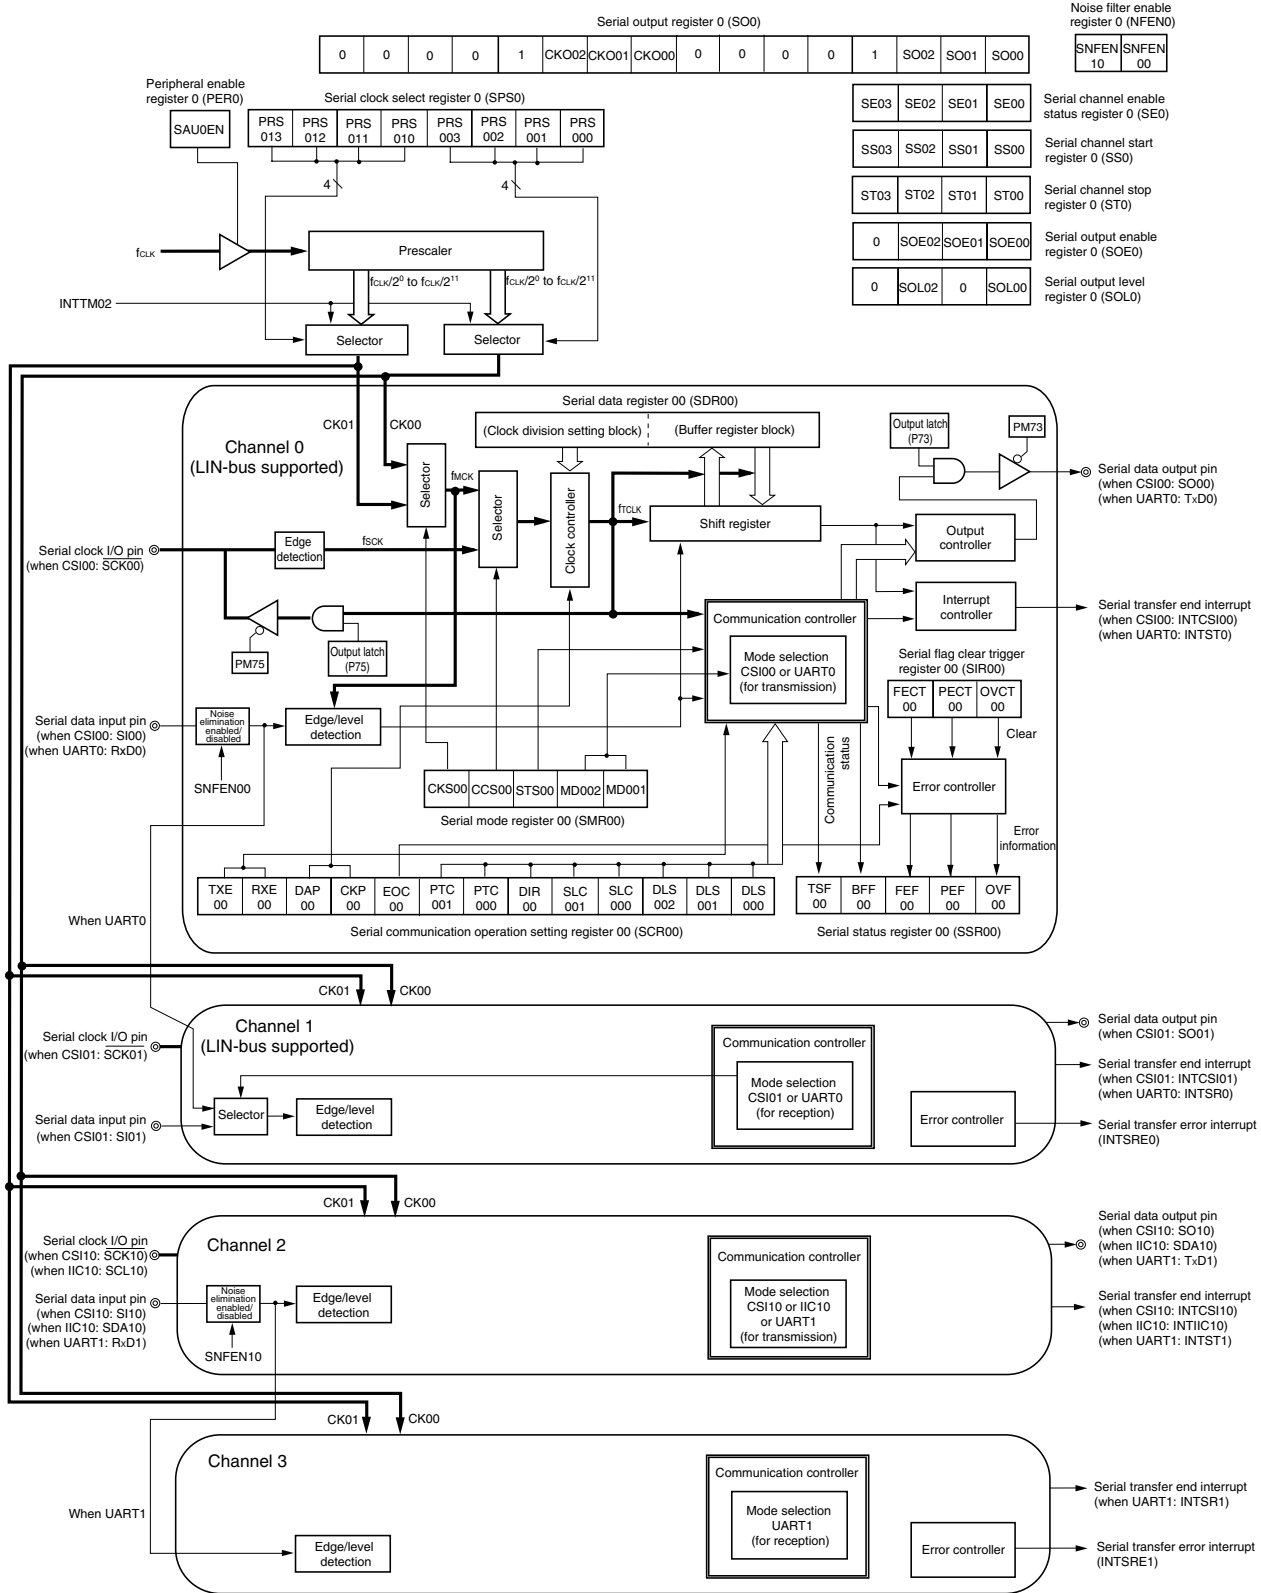 Serial output register 0 (SO0)
0 0 0 0 1 CKO02 CKO01 CKO00 0 0 0 0 1 SO02 SO01 SO00
Noise filter enable
register 0 (NFEN0)
SNFEN SNFEN
10 00
Peripheral enable
register 0 (PER0)
SAU0EN
Serial clock select register 0 (SPS0)
PRS PRS PRS PRS PRS PRS PRS PRS
013 012 011 010 003 002 001 000
4 4
SE03 SE02 SE01 SE00
Serial channel enable
status register 0 (SE0)
SS03 SS02 SS01 SS00
Serial channel start
register 0 (SS0)
ST03 ST02 ST01 ST00
Serial channel stop
register 0 (ST0)
0 SOE02 SOE01 SOE00
Serial output enable
register 0 (SOE0)
0 SOL02 0 SOL00
Serial output level
register 0 (SOL0)
fCLK
Prescaler
fCLK/2⁰ to fCLK/2¹¹ fCLK/2⁰ to fCLK/2¹¹
INTTM02
Selector Selector
CK01 CK00
Channel 0
(LIN-bus supported)
Serial data register 00 (SDR00)
(Clock division setting block) (Buffer register block)
Output latch
(P73)
PM73
Serial data output pin
(when CSI00: SO00)
(when UART0: TxD0)
Selector
fMCK
Selector
Clock controller
fTCLK
Shift register
Output
controller
Serial clock I/O pin
(when CSI00: SCK00)
Edge
detection
fSCK
Interrupt
controller
Serial transfer end interrupt
(when CSI00: INTCSI00)
(when UART0: INTST0)
PM75
Output latch
(P75)
Communication controller
Mode selection
CSI00 or UART0
(for transmission)
Serial flag clear trigger
register 00 (SIR00)
FECT PECT OVCT
00 00 00
Clear
Serial data input pin
(when CSI00: SI00)
(when UART0: RxD0)
Noise
elimination
enabled/
disabled
SNFEN00
Edge/level
detection
Communication
status
Error controller
CKS00 CCS00 STS00 MD002 MD001
Serial mode register 00 (SMR00)
Error
information
TXE RXE DAP CKP EOC PTC PTC DIR SLC SLC DLS DLS DLS
00 00 00 00 00 001 000 00 001 000 002 001 000
Serial communication operation setting register 00 (SCR00)
TSF BFF FEF PEF OVF
00 00 00 00 00
Serial status register 00 (SSR00)
When UART0
CK01 CK00
Channel 1
(LIN-bus supported)
Serial clock I/O pin
(when CSI01: SCK01)
Serial data input pin
(when CSI01: SI01)
Selector
Edge/level
detection
Communication controller
Mode selection
CSI01 or UART0
(for reception)
Error controller
Serial data output pin
(when CSI01: SO01)
Serial transfer end interrupt
(when CSI01: INTCSI01)
(when UART0: INTSR0)
Serial transfer error interrupt
(INTSRE0)
CK01 CK00
Channel 2
Serial clock I/O pin
(when CSI10: SCK10)
(when IIC10: SCL10)
Serial data input pin
(when CSI10: SI10)
(when IIC10: SDA10)
(when UART1: RxD1)
Noise
elimination
enabled/
disabled
SNFEN10
Edge/level
detection
Communication controller
Mode selection
CSI10 or IIC10
or UART1
(for transmission)
Serial data output pin
(when CSI10: SO10)
(when IIC10: SDA10)
(when UART1: TxD1)
Serial transfer end interrupt
(when CSI10: INTCSI10)
(when IIC10: INTIIC10)
(when UART1: INTST1)
CK01 CK00
Channel 3
When UART1
Edge/level
detection
Communication controller
Mode selection
UART1
(for reception)
Error controller
Serial transfer end interrupt
(when UART1: INTSR1)
Serial transfer error interrupt
(INTSRE1)